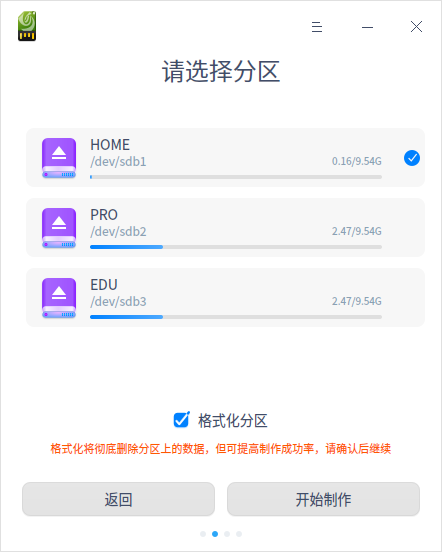 请选择分区
HOME
/dev/sdb1
0.16/9.54G
PRO
/dev/sdb2
2.47/9.54G
EDU
/dev/sdb3
2.47/9.54G
格式化分区
格式化将彻底删除分区上的数据，但可提高制作成功率，请确认后继续
返回
开始制作